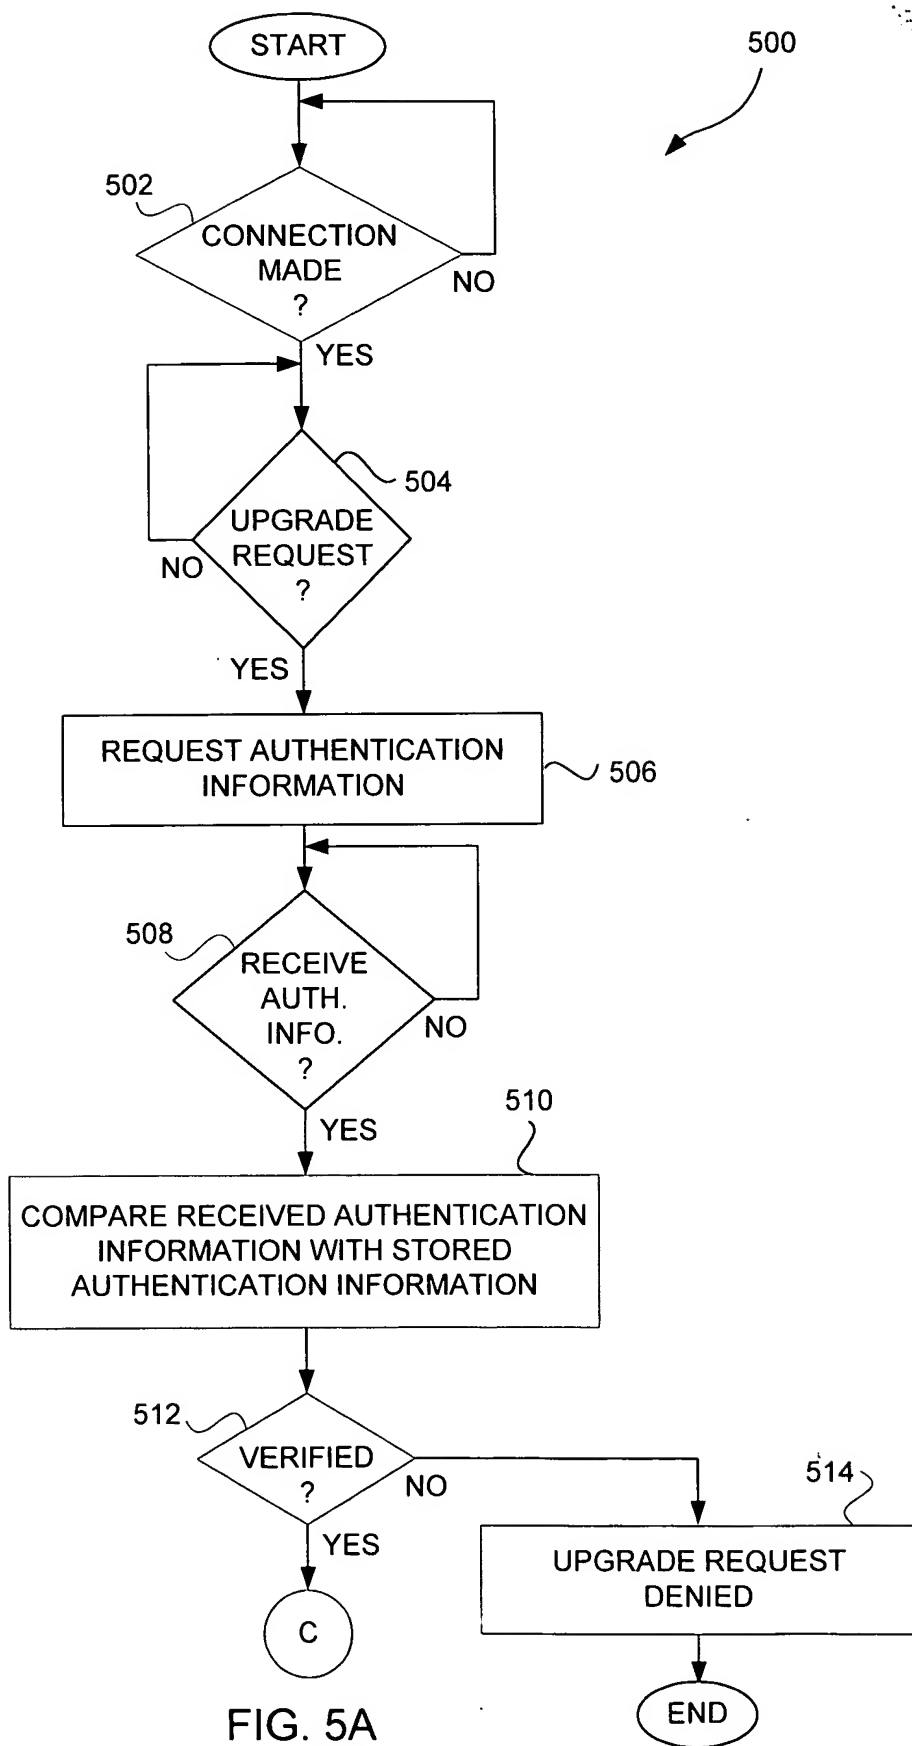 START
500
502
CONNECTION
MADE
?
NO
YES
504
UPGRADE
REQUEST
?
NO
YES
REQUEST AUTHENTICATION
INFORMATION
506
508
RECEIVE
AUTH.
INFO.
?
NO
YES
510
COMPARE RECEIVED AUTHENTICATION
INFORMATION WITH STORED
AUTHENTICATION INFORMATION
512
VERIFIED
?
NO
YES
514
UPGRADE REQUEST
DENIED
C
END
FIG. 5A